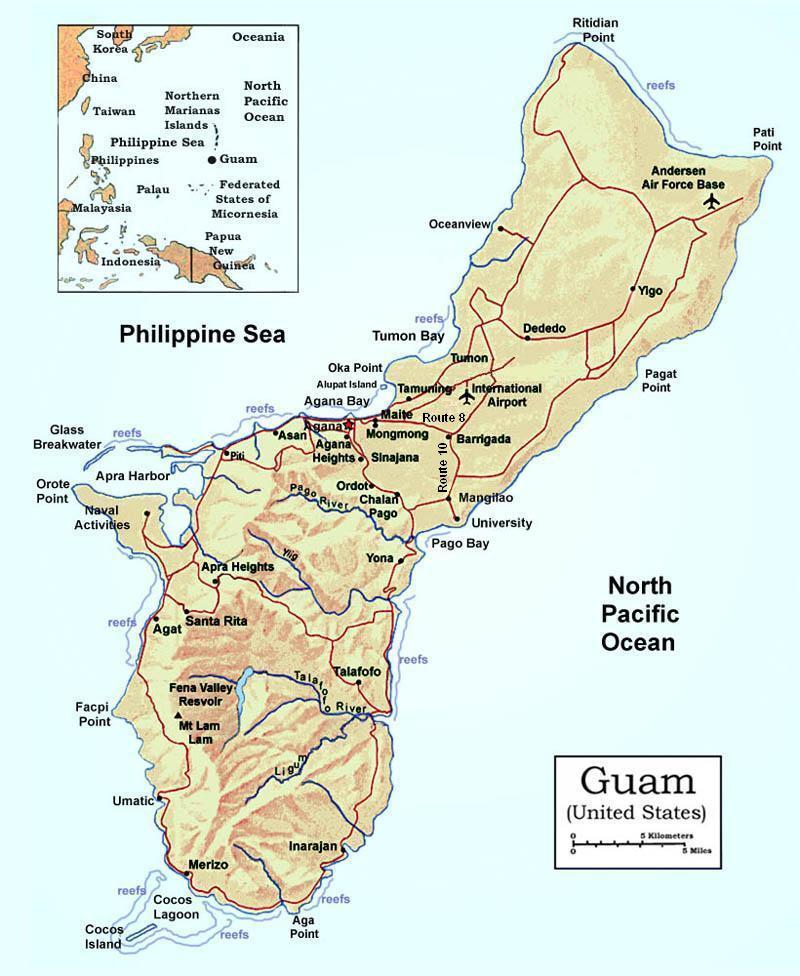 South
Korea
Oceania
China
North
Pacific
Ocean
Northern
Marianas
Islands
Taiwan
Philippine Sea
Philippines
Guam
Palau
Federated
States of
Micornesia
Malayasia
Papua
New
Guinea
Indonesia
Ritidian
Point
reefs
Pati
Point
Andersen
Air Force Base
Oceanview
Yigo
reefs
Philippine Sea
Tumon Bay
Dededo
Tumon
Oka Point
Alupat Island
Pagat
Point
Tamuning
International
Airport
Agana Bay
reefs
Maite
Route 8
Agana
Glass
Breakwater
reefs
Asan
Mongmong
Barrigada
Agana
Heights
Sinajana
Piti
Route 10
Apra Harbor
Orote
Point
Ordot
Pago River
Chalan
Pago
Mangilao
Naval
Activities
University
Pago Bay
Ylig
Yona
Apra Heights
North
Pacific
Ocean
reefs
Santa Rita
Agat
reefs
Talafofo
Talafofo River
Fena Valley
Resvoir
Facpi
Point
Mt Lam
Lam
Ligum
Guam
(United States)
0 5 Kilometers
0 5 Miles
Umatic
Inarajan
Merizo
reefs
Cocos
Lagoon
reefs
Aga
Point
Cocos
Island
reefs